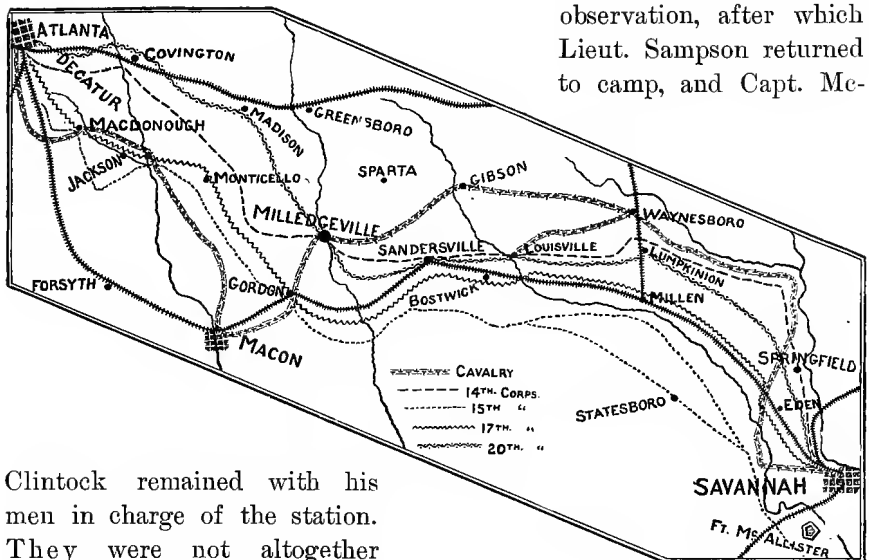 observation, after which
Lieut. Sampson returned
to camp, and Capt. Mc-
ATLANTA
COVINGTON
DECATUR
MADISON
GREENSBORO
MACDONOUGH
JACKSON
MONTICELLO
SPARTA
GIBSON
MILLEDGEVILLE
WAYNESBORO
SANDERSVILLE
LOUISVILLE
LUMPKINION
FORSYTH
GORDON
BOSTWICK
MILLEN
MACON
SPRINGFIELD
STATESBORO
EDEN
CAVALRY
14TH. CORPS.
15TH "
17TH "
20TH. "
SAVANNAH
FT. MCALLISTER
Clintock remained with his
men in charge of the station.
They were not altogether